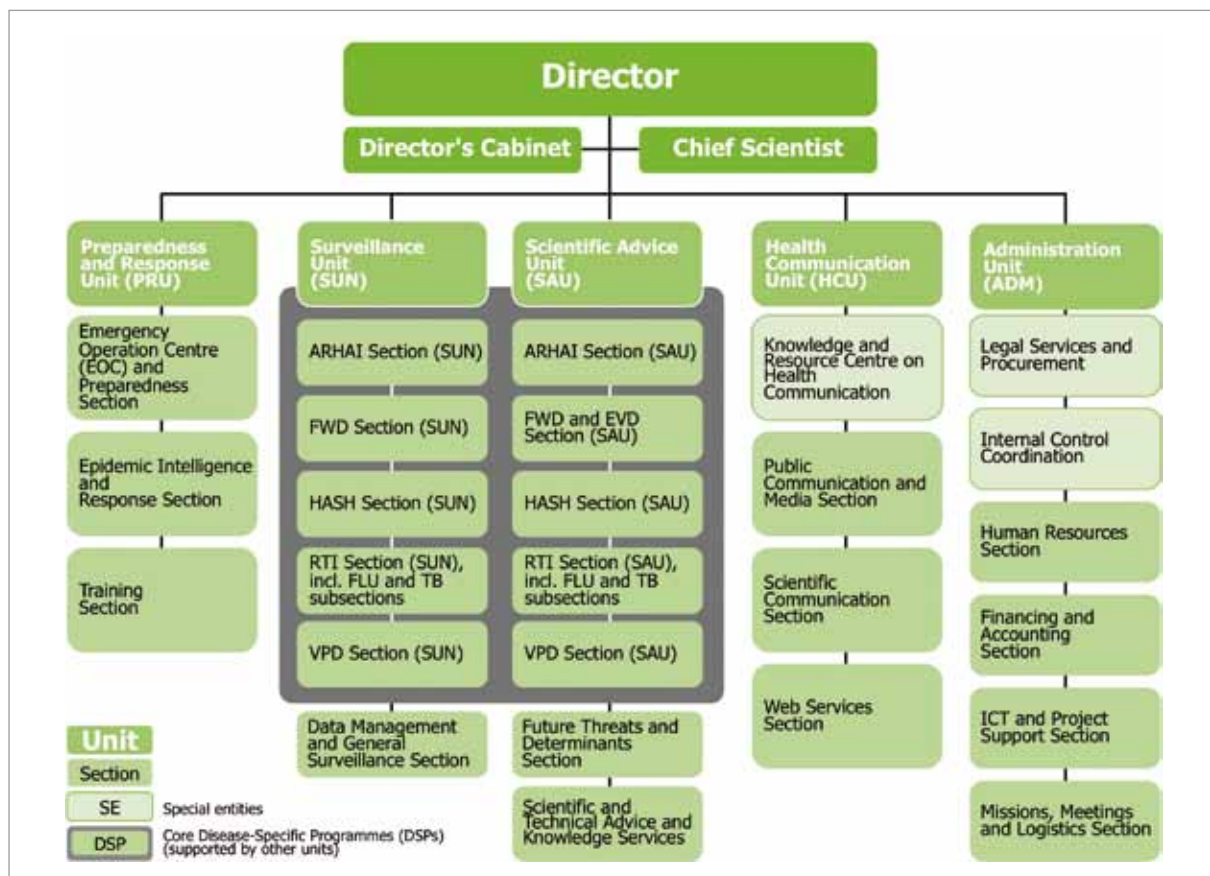 Director
Director's Cabinet
Chief Scientist
Preparedness
and Response
Unit (PRU)
Surveillance
Unit
(SUN)
Scientific Advice
Unit
(SAU)
Health
Communication
Unit (HCU)
Administration
Unit
(ADM)
Emergency
Operation Centre
(EOC) and
Preparedness
Section
Epidemic Intelligence
and
Response Section
Training
Section
ARHAI Section (SUN)
FWD Section (SUN)
HASH Section (SUN)
RTI Section (SUN),
incl. FLU and TB
subsections
VPD Section (SUN)
Data Management
and General
Surveillance Section
ARHAI Section (SAU)
FWD and EVD
Section (SAU)
HASH Section (SAU)
RTI Section (SAU),
incl. FLU and TB
subsections
VPD Section (SAU)
Future Threats and
Determinants
Section
Scientific and
Technical Advice and
Knowledge Services
Knowledge and
Resource Centre on
Health
Communication
Public
Communication and
Media Section
Scientific
Communication
Section
Web Services
Section
Legal Services and
Procurement
Internal Control
Coordination
Human Resources
Section
Financing and
Accounting
Section
ICT and Project
Support Section
Missions, Meetings
and Logistics Section
Unit
Section
SE
Special entities
DSP
Core Disease-Specific Programmes (DSPs)
(supported by other units)